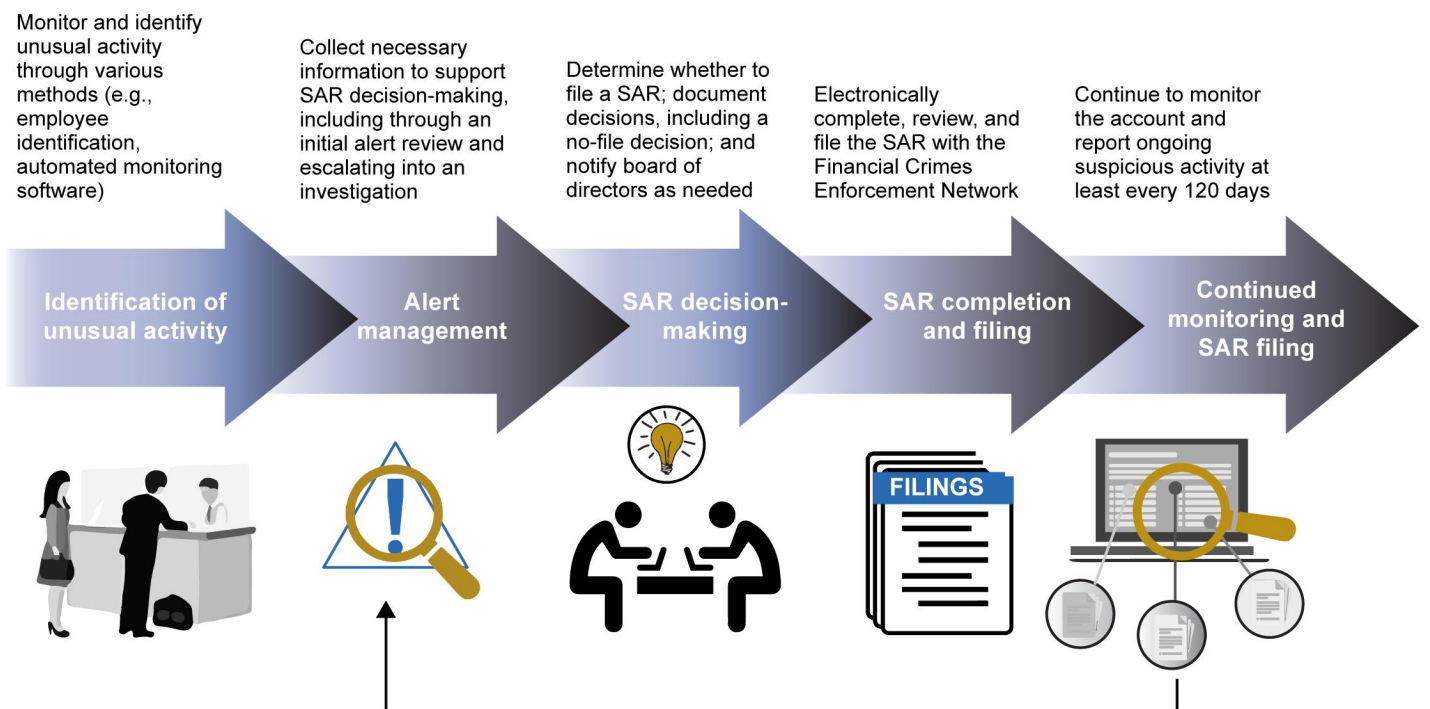 Monitor and identify
unusual activity
through various
methods (e.g.,
employee
identification,
automated monitoring
software)
Collect necessary
information to support
SAR decision-making,
including through an
initial alert review and
escalating into an
investigation
Determine whether to
file a SAR; document
decisions, including a
no-file decision; and
notify board of
directors as needed
Electronically
complete, review, and
file the SAR with the
Financial Crimes
Enforcement Network
Continue to monitor
the account and
report ongoing
suspicious activity at
least every 120 days
Identification of
unusual activity
Alert
management
SAR decision-
making
SAR completion
and filing
Continued
monitoring and
SAR filing
FILINGS